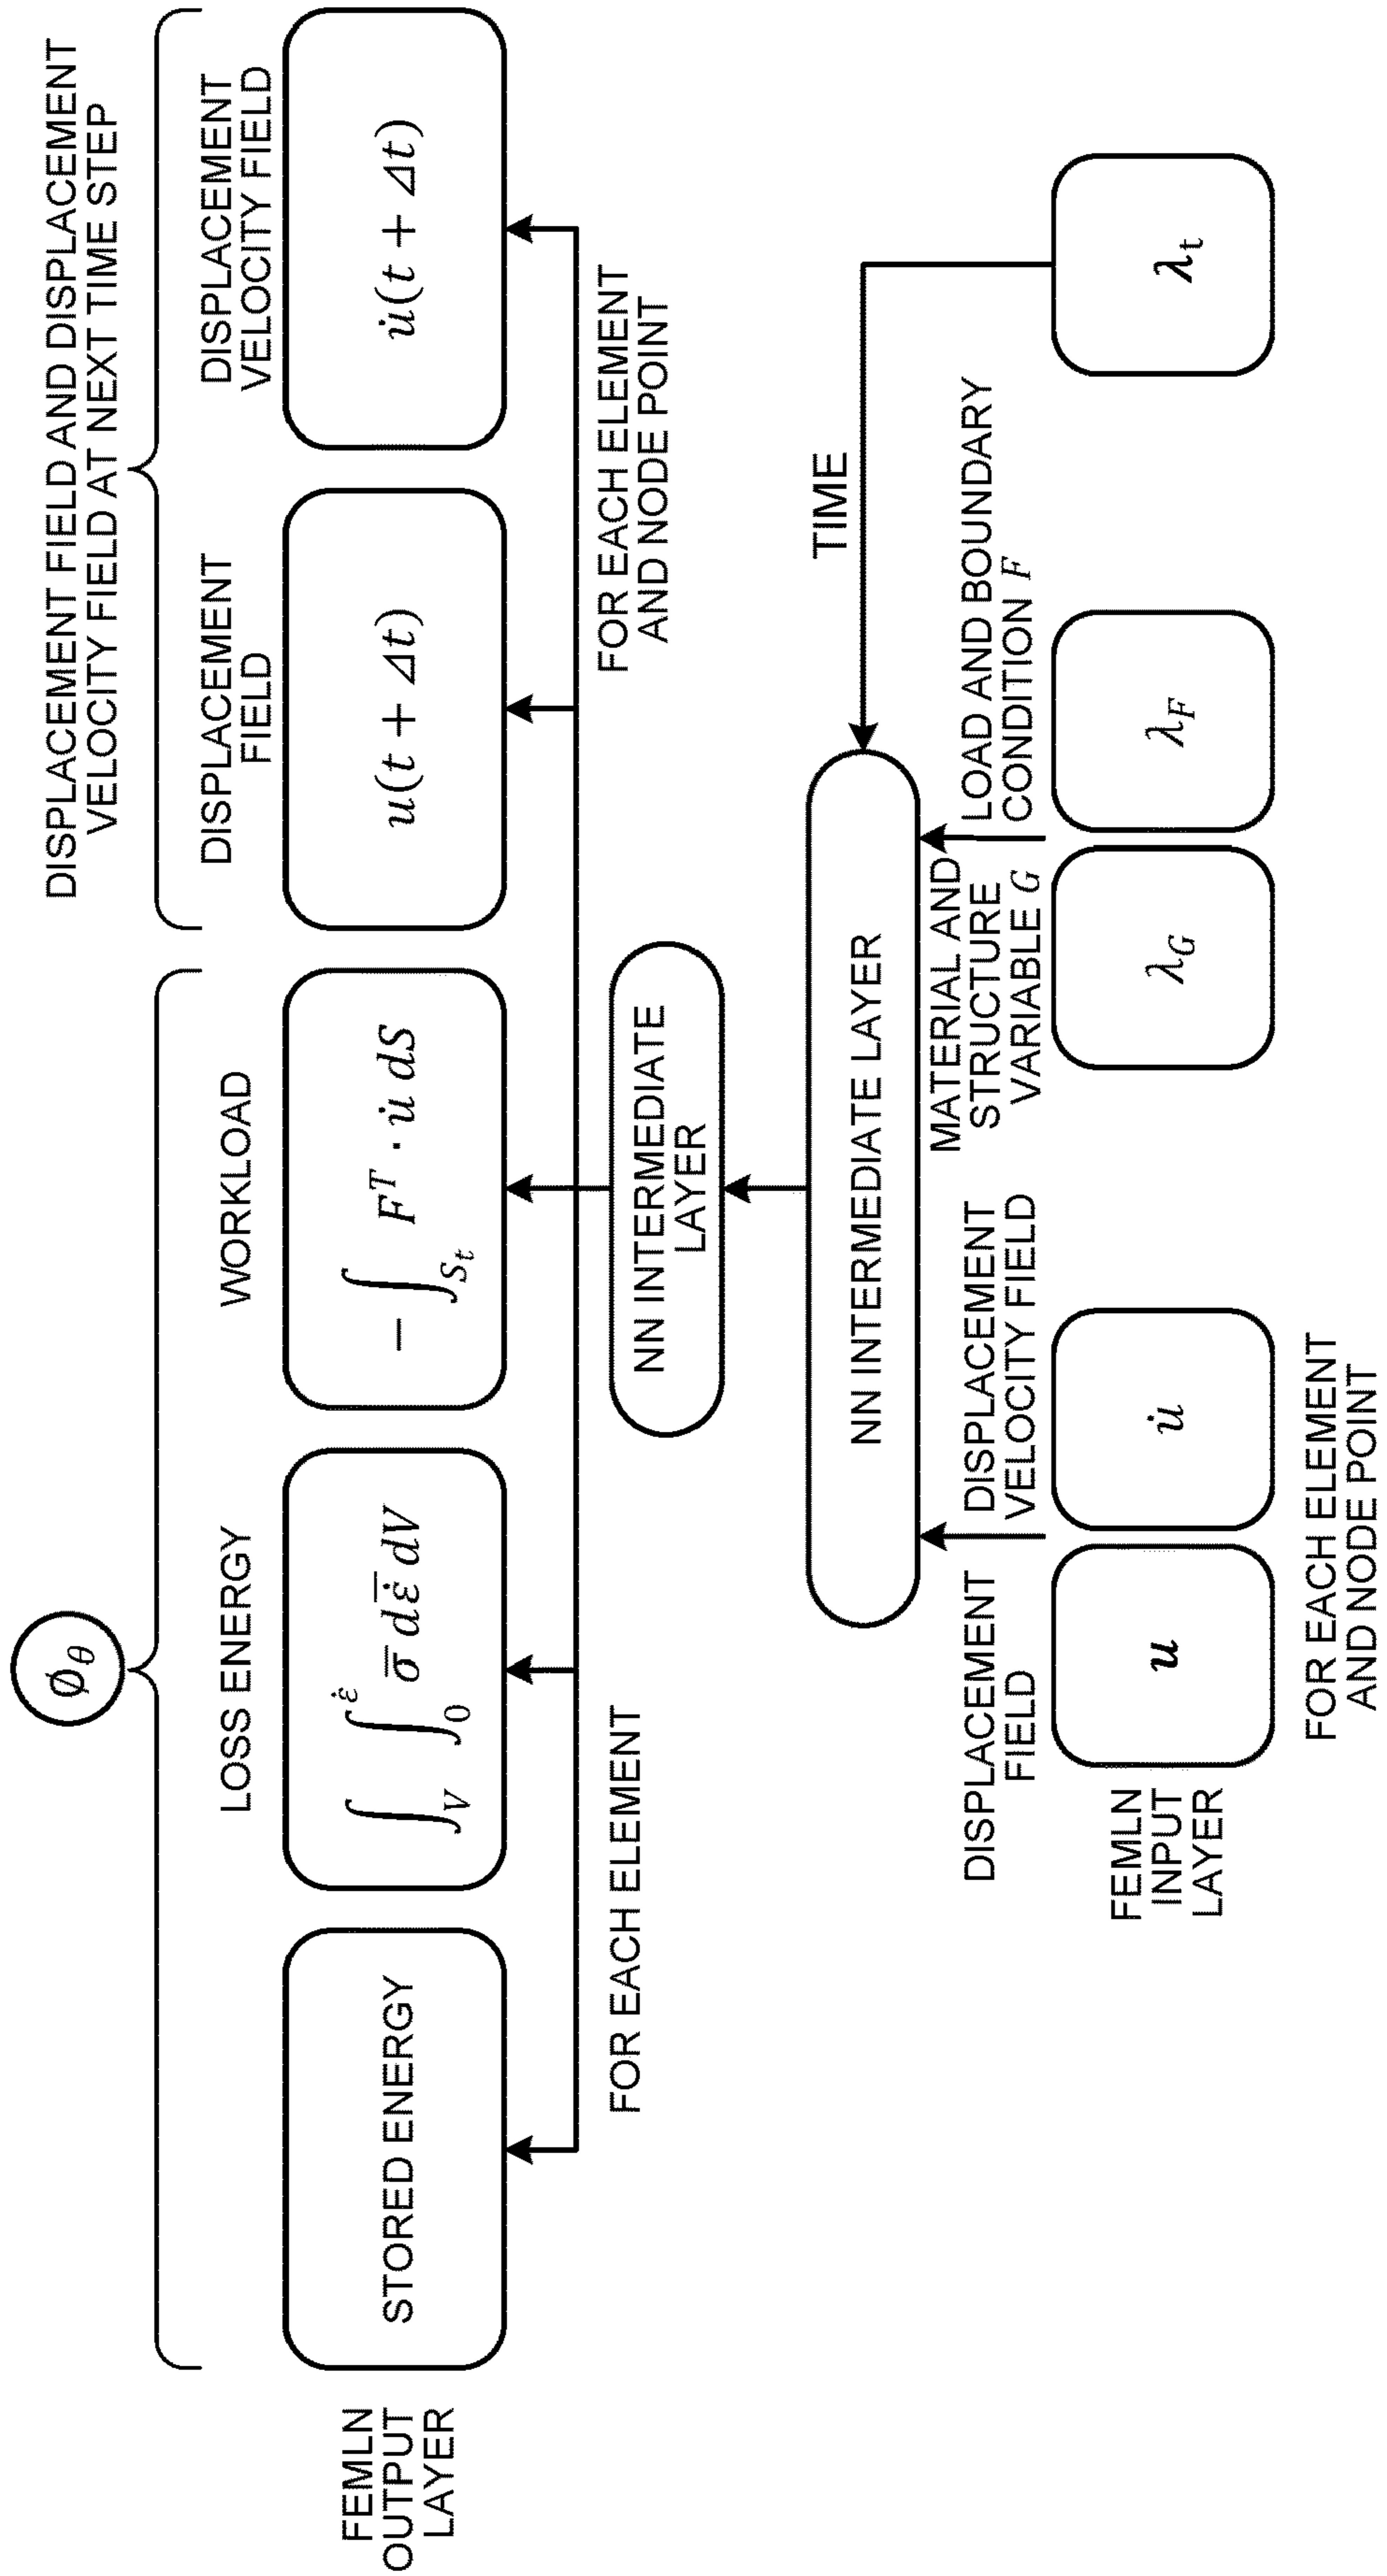 ø_θ
DISPLACEMENT FIELD AND DISPLACEMENT
VELOCITY FIELD AT NEXT TIME STEP
LOSS ENERGY
WORKLOAD
DISPLACEMENT
FIELD
DISPLACEMENT
VELOCITY FIELD
FEMLN
OUTPUT
LAYER
STORED ENERGY
∫∫_V ∫_0^ε̇ σ̅ dε̇̅ dV
− ∫_{S_t} F^T · u̇ dS
u(t + Δt)
u̇(t + Δt)
FOR EACH ELEMENT
NN INTERMEDIATE
LAYER
FOR EACH ELEMENT
AND NODE POINT
NN INTERMEDIATE LAYER
TIME
DISPLACEMENT
FIELD
DISPLACEMENT
VELOCITY FIELD
MATERIAL AND
STRUCTURE
VARIABLE G
LOAD AND BOUNDARY
CONDITION F
FEMLN
INPUT
LAYER
u
u̇
λ_G
λ_F
λ_t
FOR EACH ELEMENT
AND NODE POINT